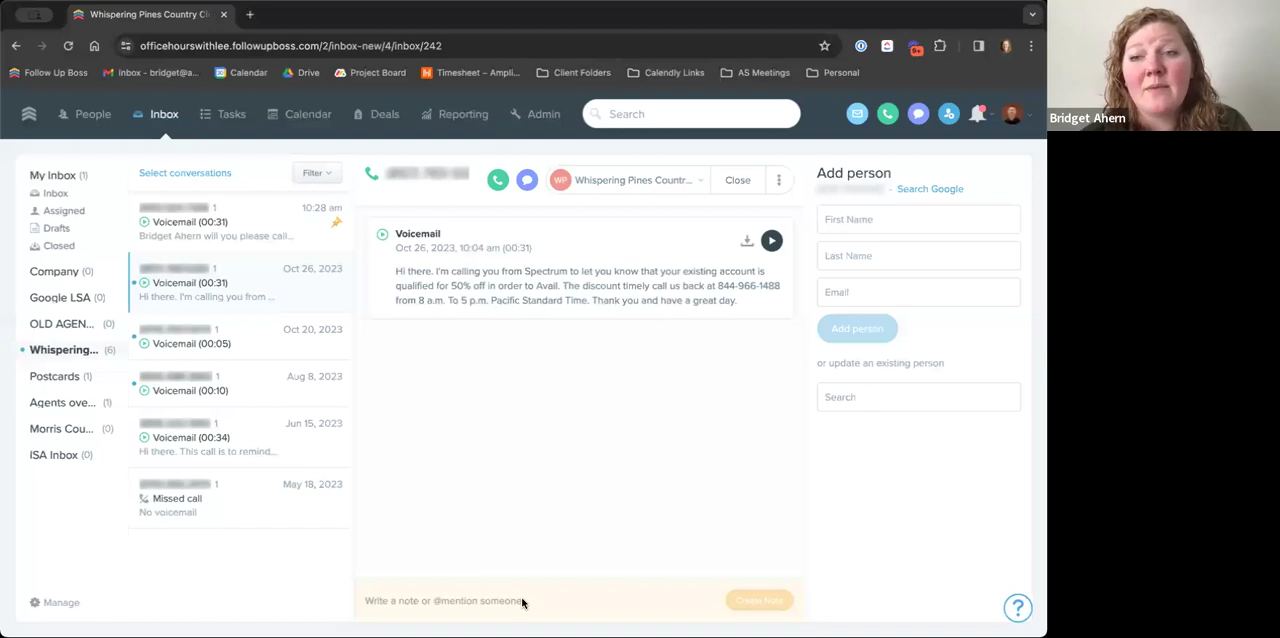 Whispering Pines Country Cl
officehourswithlee.followupboss.com/2/inbox-new/4/inbox/242
9+
Follow Up Boss
Inbox - bridget@a...
Calendar
Drive
Project Board
Timesheet – Ampli...
Client Folders
Calendly Links
AS Meetings
Personal
People
Inbox
Tasks
Calendar
Deals
Reporting
Admin
Search
Bridget Ahern
My Inbox (1)
Inbox
Assigned
Drafts
Closed
Company (0)
Google LSA (0)
OLD AGEN... (0)
Whispering... (6)
Postcards (1)
Agents ove... (1)
Morris Cou... (0)
ISA Inbox (0)
Manage
Select conversations
Filter
1 10:28 am
Voicemail (00:31)
Bridget Ahern will you please call...
1 Oct 26, 2023
Voicemail (00:31)
Hi there. I'm calling you from ...
1 Oct 20, 2023
Voicemail (00:05)
1 Aug 8, 2023
Voicemail (00:10)
1 Jun 15, 2023
Voicemail (00:34)
Hi there. This call is to remind...
1 May 18, 2023
Missed call
No voicemail
WP Whispering Pines Countr...
Close
Voicemail
Oct 26, 2023, 10:04 am (00:31)
Hi there. I'm calling you from Spectrum to let you know that your existing account is
qualified for 50% off in order to Avail. The discount timely call us back at 844-966-1488
from 8 a.m. To 5 p.m. Pacific Standard Time. Thank you and have a great day.
Write a note or @mention someone
Create Note
Add person
- Search Google
First Name
Last Name
Email
Add person
or update an existing person
Search
?